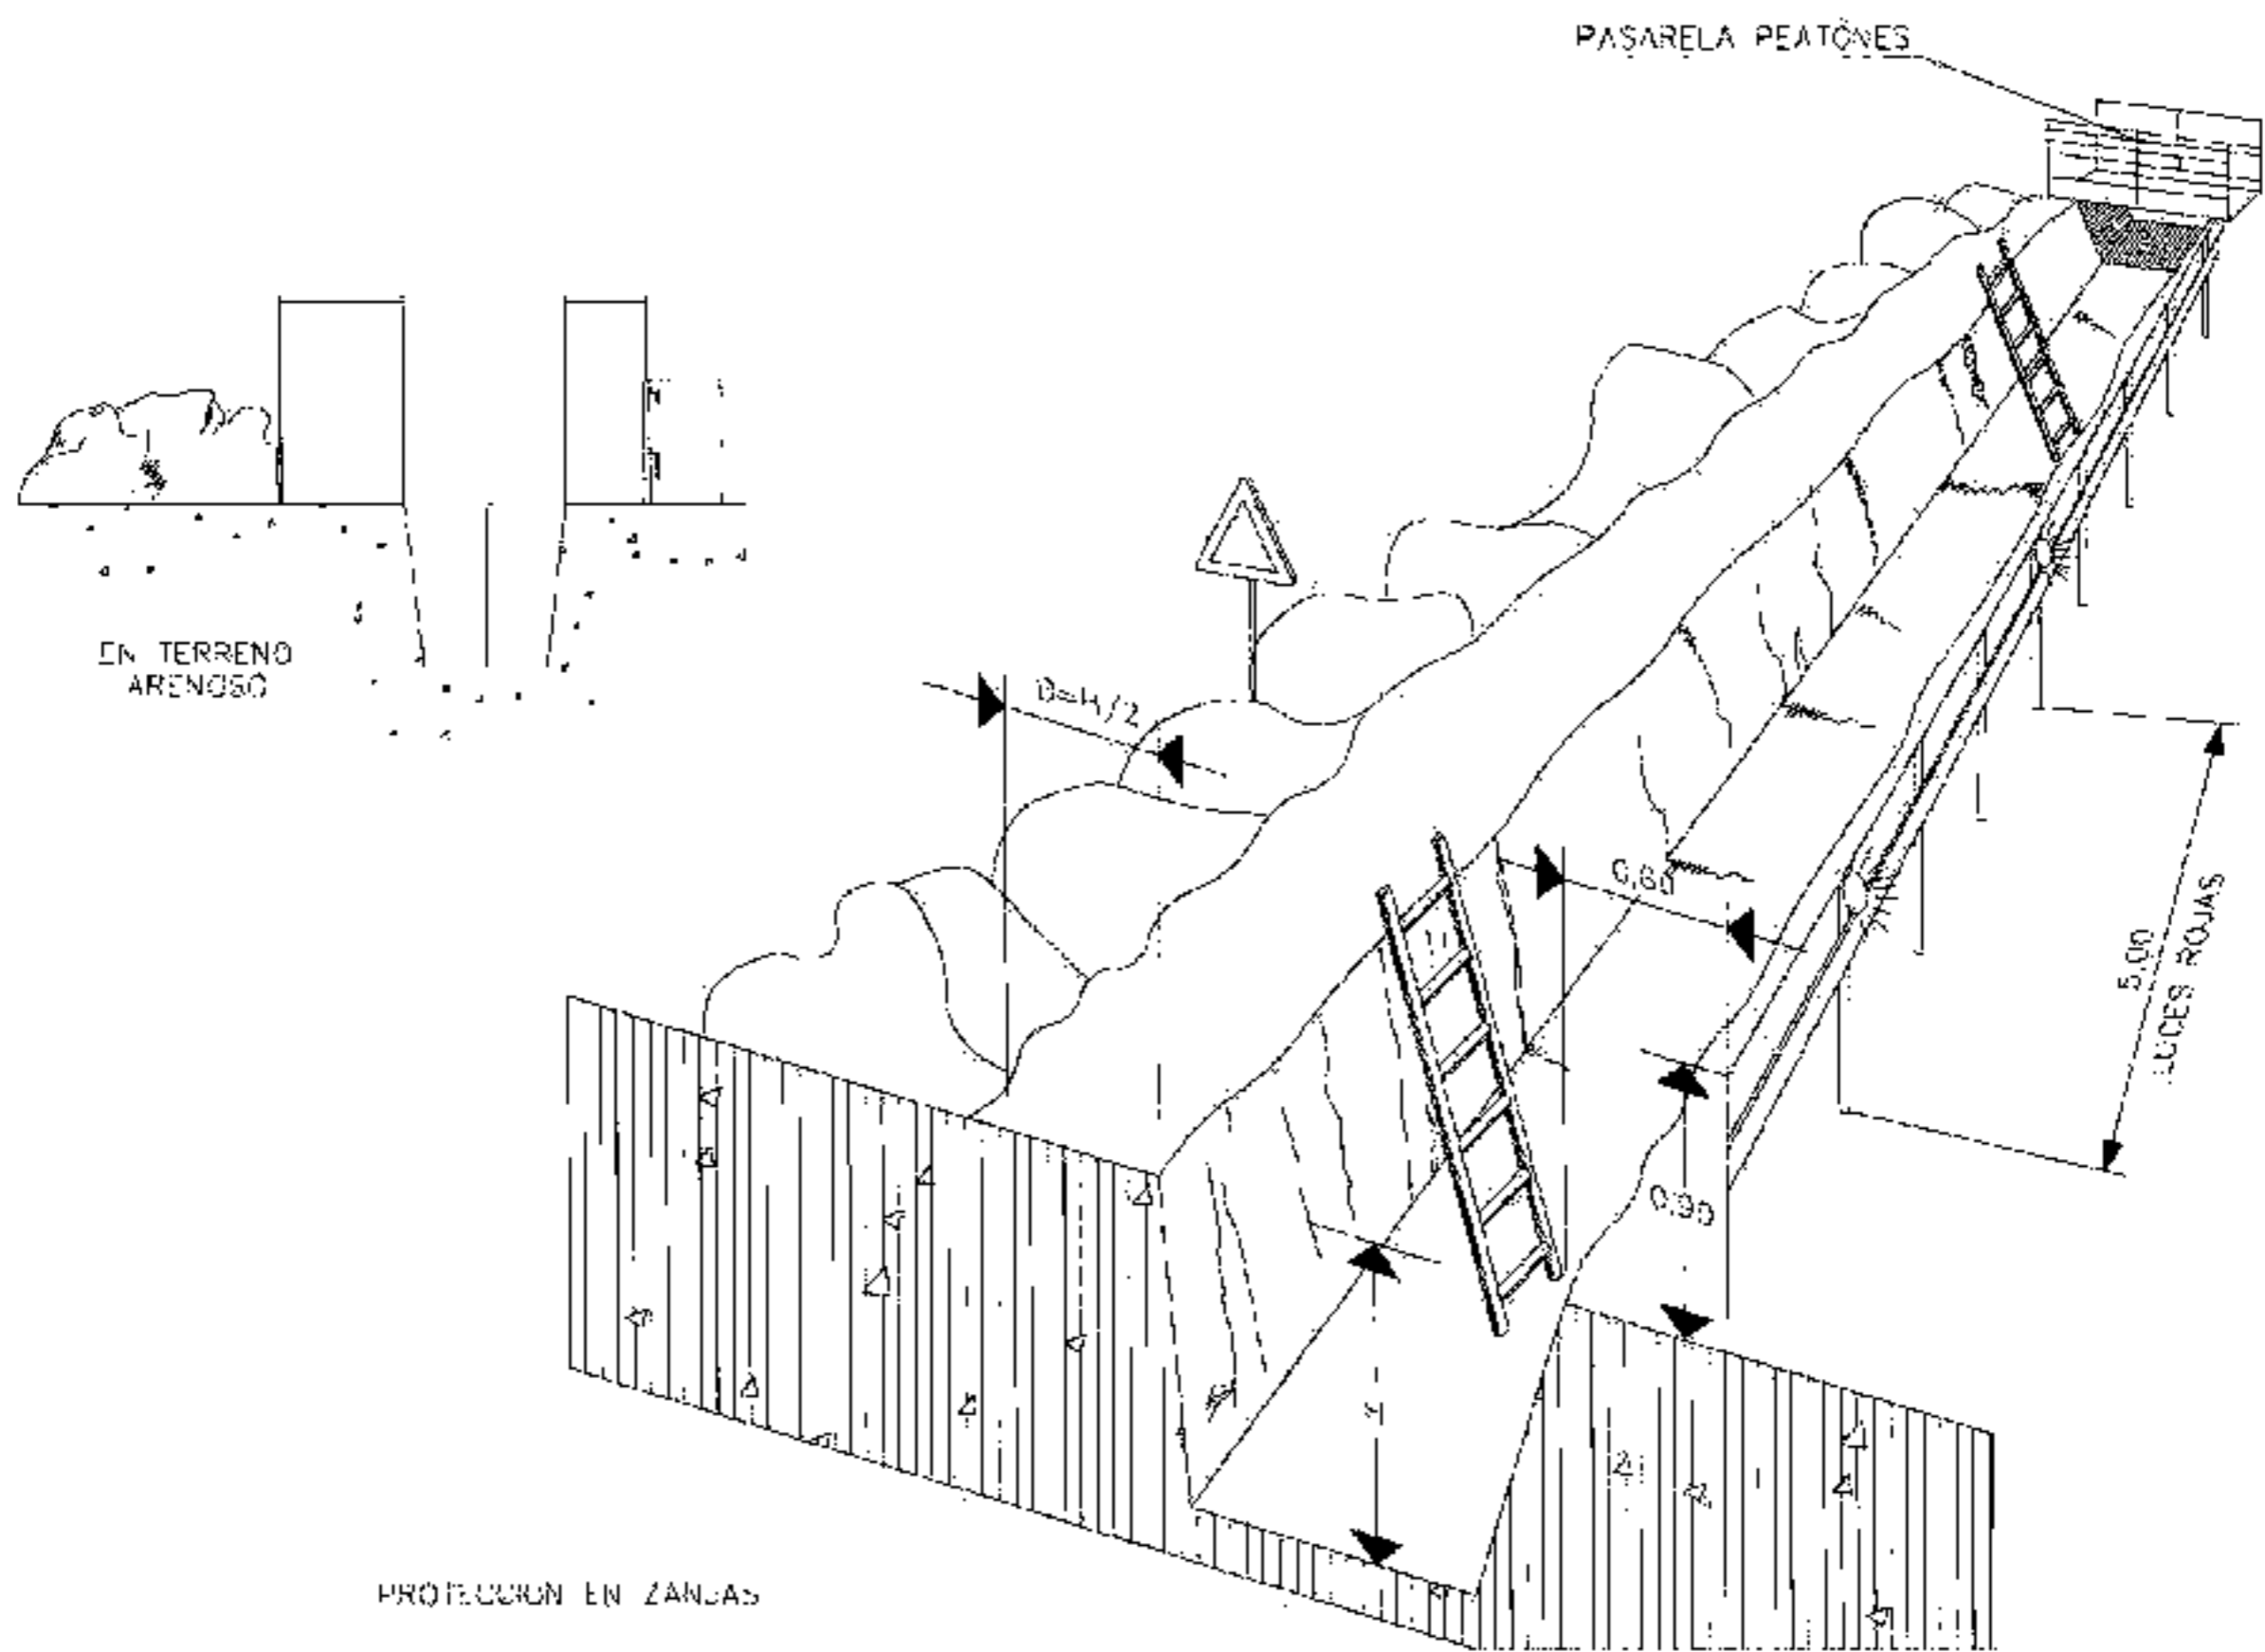 PASARELA PEATONES
EN TERRENO
ARENOSO
D=H/2
0,60
5,00
LUCES ROJAS
0,90
H
PROTECCION EN ZANJAS